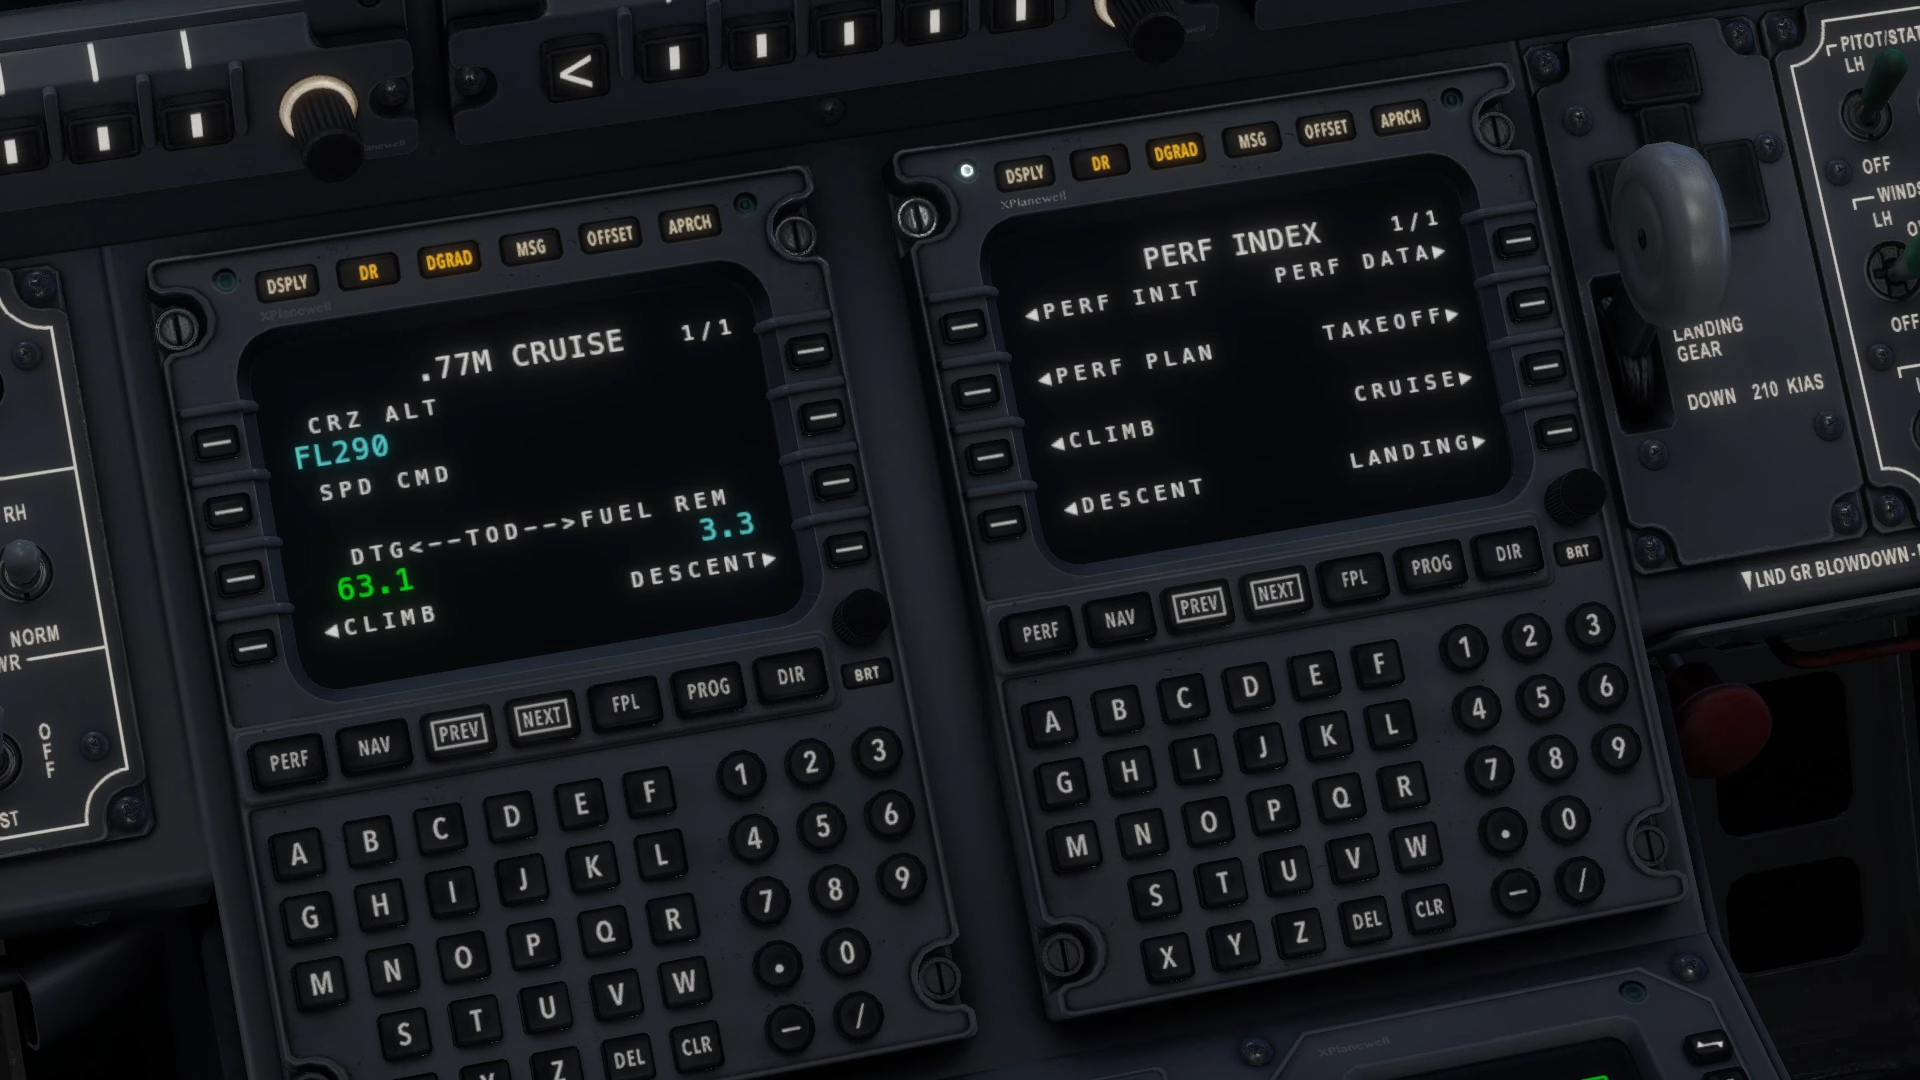 <
PITOT/STAT
LH
OFF
WINDS
LH
LANDING
GEAR
DOWN 210 KIAS
▼LND GR BLOWDOWN-
RH
NORM
WR
OFF
ST
DSPLY DR DGRAD MSG OFFSET APRCH
XPlanewell
.77M CRUISE 1/1
CRZ ALT
FL290
SPD CMD
DTG<--TOD-->FUEL REM
63.1 3.3
◀CLIMB DESCENT▶
BRT
PERF NAV PREV NEXT FPL PROG DIR
A B C D E F 1 2 3
G H I J K L 4 5 6
M N O P Q R 7 8 9
S T U V W • 0
Y Z DEL CLR – /
DSPLY DR DGRAD MSG OFFSET APRCH
XPlanewell
PERF INDEX 1/1
◀PERF INIT PERF DATA▶
◀PERF PLAN TAKEOFF▶
◀CLIMB CRUISE▶
◀DESCENT LANDING▶
BRT
PERF NAV PREV NEXT FPL PROG DIR
A B C D E F 1 2 3
G H I J K L 4 5 6
M N O P Q R 7 8 9
S T U V W • 0
X Y Z DEL CLR – /
XPlanewell